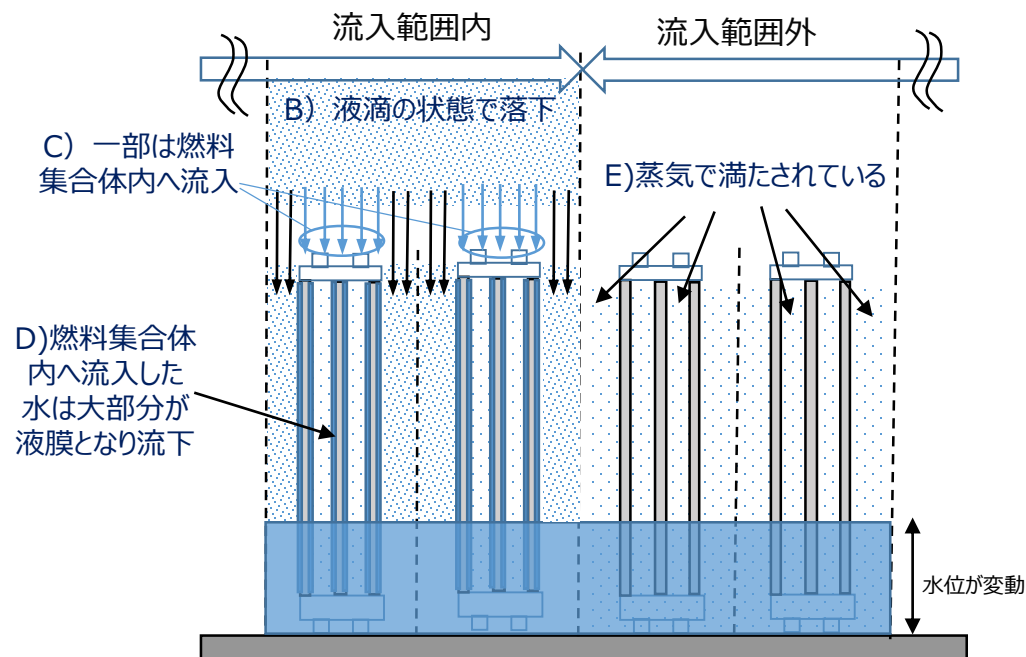 流入範囲内
流入範囲外
B）液滴の状態で落下
C）一部は燃料
集合体内へ流入
E)蒸気で満たされている
D)燃料集合体
内へ流入した
水は大部分が
液膜となり流下
水位が変動